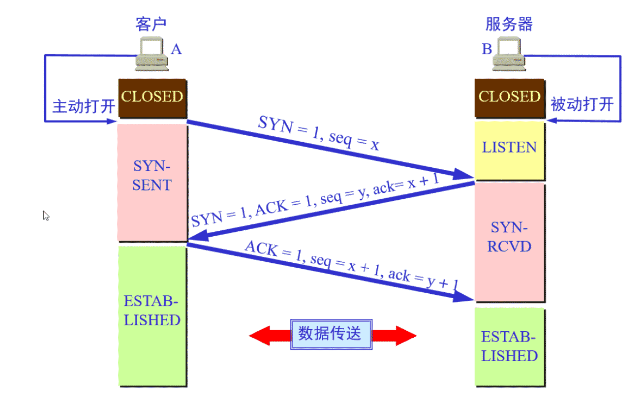 客户
服务器
A
B
主动打开
CLOSED
CLOSED
被动打开
SYN = 1, seq = x
LISTEN
SYN-
SENT
SYN = 1, ACK = 1, seq = y, ack= x + 1
SYN-
RCVD
ACK = 1, seq = x + 1, ack = y + 1
ESTAB-
LISHED
数据传送
ESTAB-
LISHED